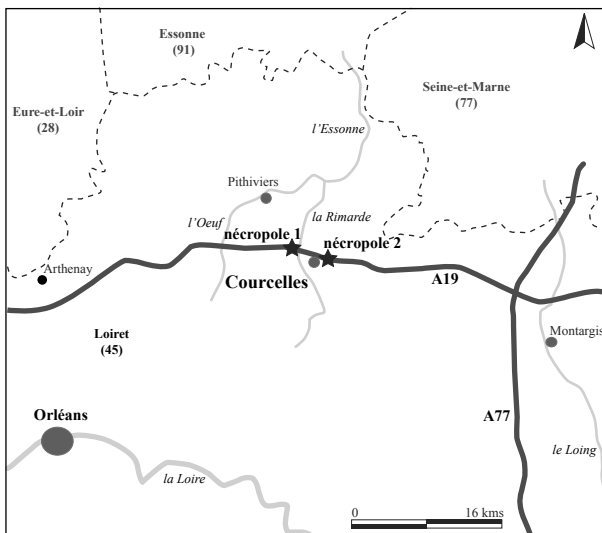 Essonne
(91)
Seine-et-Marne
(77)
Eure-et-Loir
(28)
l'Essonne
Pithiviers
l'Oeuf
la Rimarde
nécropole 1
nécropole 2
Arthenay
Courcelles
A19
Loiret
(45)
Montargis
Orléans
A77
le Loing
la Loire
0
16 kms